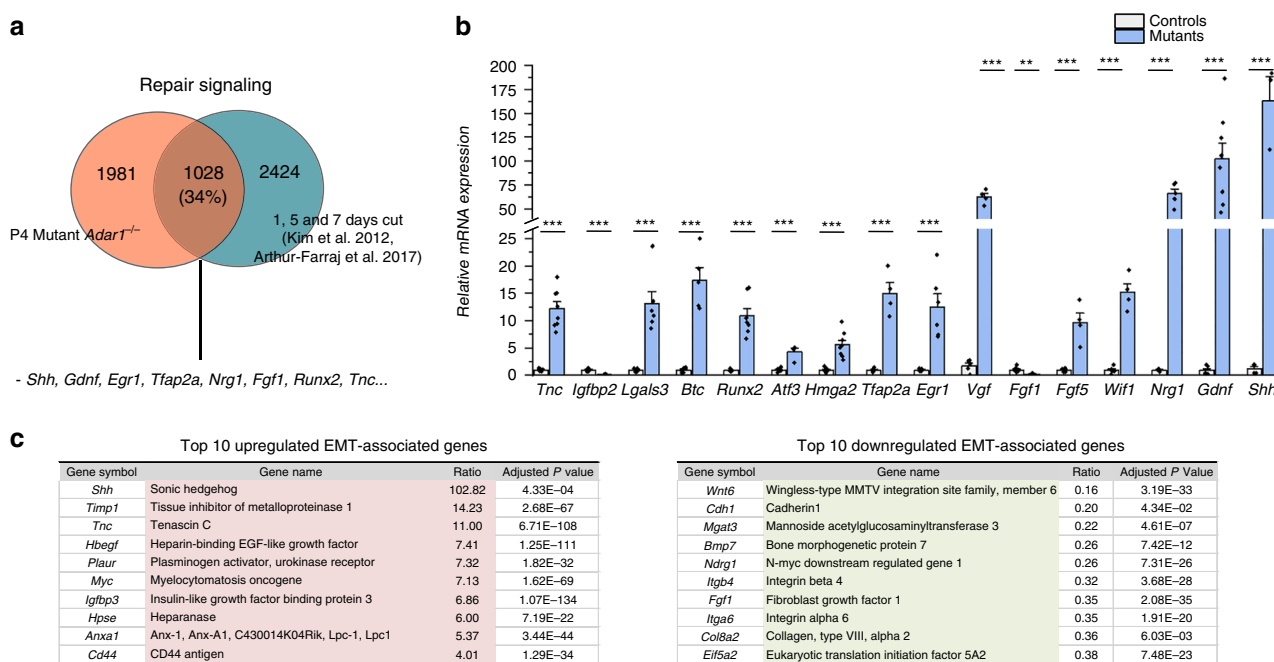 a
Repair signaling
1981
1028
(34%)
2424
P4 Mutant Adar1–/–
1, 5 and 7 days cut
(Kim et al. 2012,
Arthur-Farraj et al. 2017)
- Shh, Gdnf, Egr1, Tfap2a, Nrg1, Fgf1, Runx2, Tnc...
b
Controls
Mutants
Relative mRNA expression
200
175
150
125
100
75
50
25
20
15
10
5
0
*** *** *** *** *** *** *** *** ***
*** ** *** *** *** *** ***
Tnc Igfbp2 Lgals3 Btc Runx2 Atf3 Hmga2 Tfap2a Egr1 Vgf Fgf1 Fgf5 Wif1 Nrg1 Gdnf Shh
c
Top 10 upregulated EMT-associated genes
Gene symbol Gene name Ratio Adjusted P value
Shh Sonic hedgehog 102.82 4.33E–04
Timp1 Tissue inhibitor of metalloproteinase 1 14.23 2.68E–67
Tnc Tenascin C 11.00 6.71E–108
Hbegf Heparin-binding EGF-like growth factor 7.41 1.25E–111
Plaur Plasminogen activator, urokinase receptor 7.32 1.82E–32
Myc Myelocytomatosis oncogene 7.13 1.62E–69
Igfbp3 Insulin-like growth factor binding protein 3 6.86 1.07E–134
Hpse Heparanase 6.00 7.19E–22
Anxa1 Anx-1, Anx-A1, C430014K04Rik, Lpc-1, Lpc1 5.37 3.44E–44
Cd44 CD44 antigen 4.01 1.29E–34
Top 10 downregulated EMT-associated genes
Gene symbol Gene name Ratio Adjusted P Value
Wnt6 Wingless-type MMTV integration site family, member 6 0.16 3.19E–33
Cdh1 Cadherin1 0.20 4.34E–02
Mgat3 Mannoside acetylglucosaminyltransferase 3 0.22 4.61E–07
Bmp7 Bone morphogenetic protein 7 0.26 7.42E–12
Ndrg1 N-myc downstream regulated gene 1 0.26 7.31E–26
Itgb4 Integrin beta 4 0.32 3.68E–28
Fgf1 Fibroblast growth factor 1 0.35 2.08E–35
Itga6 Integrin alpha 6 0.35 1.91E–20
Col8a2 Collagen, type VIII, alpha 2 0.36 6.03E–03
Eif5a2 Eukaryotic translation initiation factor 5A2 0.38 7.48E–23